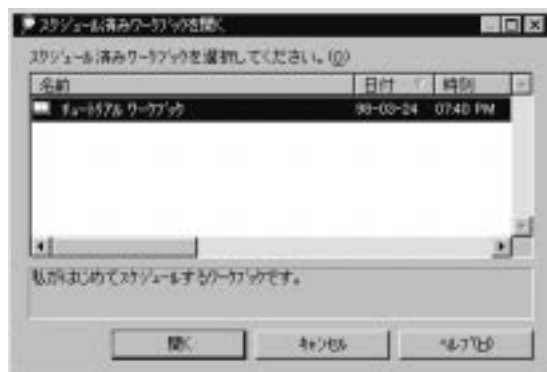 スケジュール済みワークブックを開く
スケジュール済みワークブックを選択してください。(O)
名前 日付 時刻
チュートリアル ワークブック 98-03-24 07:40 PM
私がはじめてスケジュールするワークブックです。
開く キャンセル ヘルプ(H)